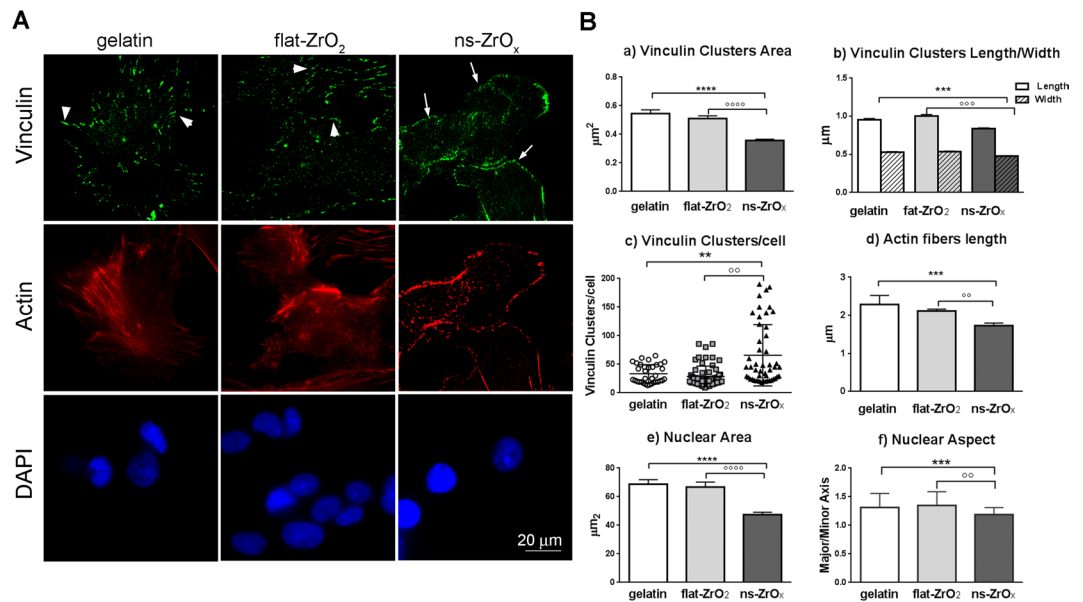 A
gelatin
flat-ZrO2
ns-ZrOx
Vinculin
Actin
DAPI
20 μm
B
a) Vinculin Clusters Area
****
°°°°
0.8
0.6
0.4
0.2
0.0
μm2
gelatin
flat-ZrO2
ns-ZrOx
b) Vinculin Clusters Length/Width
Length
Width
***
°°°
1.5
1.0
0.5
0.0
μm
gelatin
fat-ZrO2
ns-ZrOx
c) Vinculin Clusters/cell
**
°°
200
150
100
50
0
Vinculin Clusters/cell
gelatin
flat-ZrO2
ns-ZrOx
d) Actin fibers length
***
°°
3
2
1
0
μm
gelatin
flat-ZrO2
ns-ZrOx
e) Nuclear Area
****
°°°°
80
60
40
20
0
μm2
gelatin
flat-ZrO2
ns-ZrOx
f) Nuclear Aspect
***
°°
2.0
1.5
1.0
0.5
0.0
Major/Minor Axis
gelatin
flat-ZrO2
ns-ZrOx